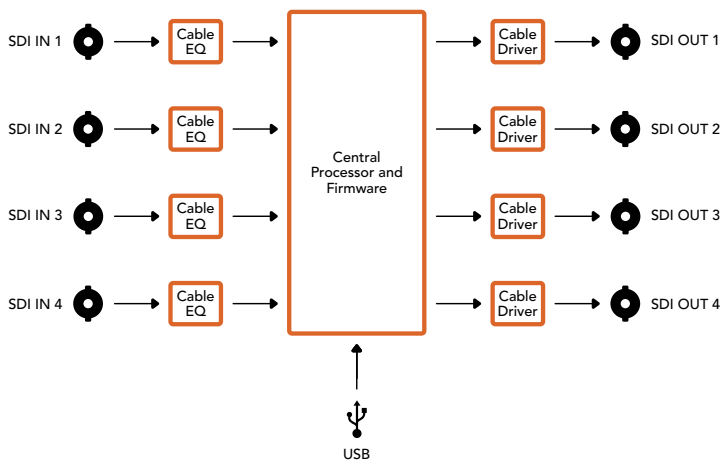 SDI IN 1
Cable
EQ
Cable
Driver
SDI OUT 1
SDI IN 2
Cable
EQ
Cable
Driver
SDI OUT 2
Central
Processor and
Firmware
SDI IN 3
Cable
EQ
Cable
Driver
SDI OUT 3
SDI IN 4
Cable
EQ
Cable
Driver
SDI OUT 4
USB